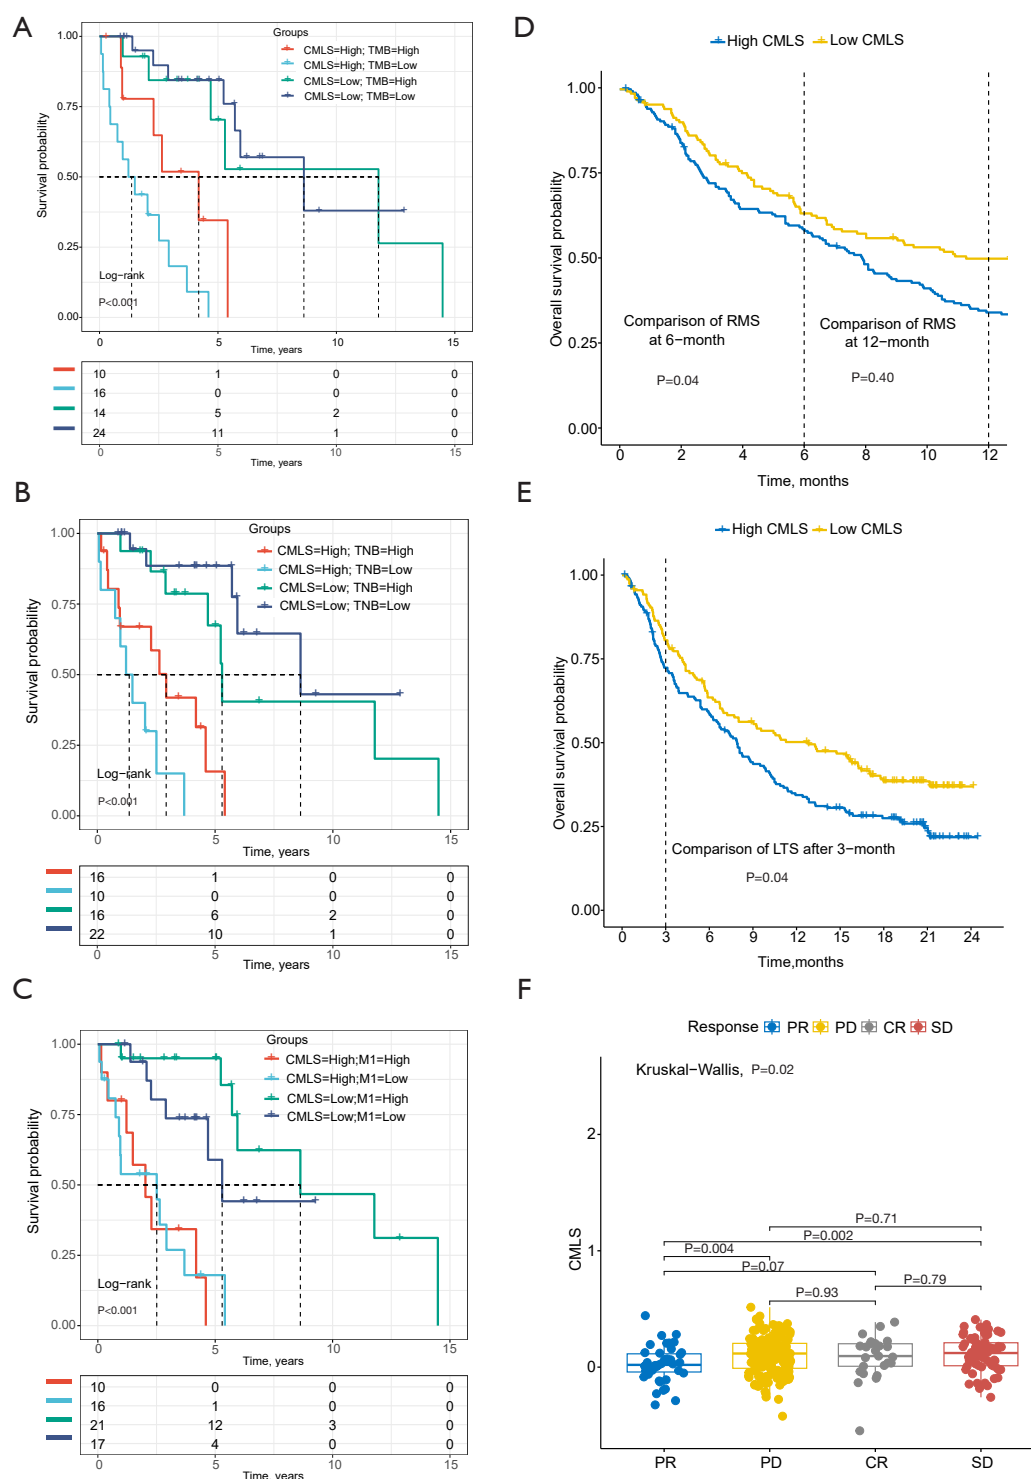 A
Groups
CMLS=High; TMB=High
CMLS=High; TMB=Low
CMLS=Low; TMB=High
CMLS=Low; TMB=Low
Survival probability
1.00
0.75
0.50
0.25
0.00
Log-rank
P<0.001
0 5 10 15
Time, years
10 1 0 0
16 0 0 0
14 5 2 0
24 11 1 0
0 5 10 15
Time, years
B
Groups
CMLS=High; TNB=High
CMLS=High; TNB=Low
CMLS=Low; TNB=High
CMLS=Low; TNB=Low
Survival probability
1.00
0.75
0.50
0.25
0.00
Log-rank
P<0.001
0 5 10 15
Time, years
16 1 0 0
10 0 0 0
16 6 2 0
22 10 1 0
0 5 10 15
Time, years
C
Groups
CMLS=High;M1=High
CMLS=High;M1=Low
CMLS=Low;M1=High
CMLS=Low;M1=Low
Survival probability
1.00
0.75
0.50
0.25
0.00
Log-rank
P<0.001
0 5 10 15
Time, years
10 0 0 0
16 1 0 0
21 12 3 0
17 4 0 0
0 5 10 15
Time, years
D
High CMLS Low CMLS
Overall survival probability
1.00
0.75
0.50
0.25
0.00
Comparison of RMS
at 6-month
P=0.04
Comparison of RMS
at 12-month
P=0.40
0 2 4 6 8 10 12
Time, months
E
High CMLS Low CMLS
Overall survival probability
1.00
0.75
0.50
0.25
0.00
Comparison of LTS after 3-month
P=0.04
0 3 6 9 12 15 18 21 24
Time,months
F
Response PR PD CR SD
Kruskal-Wallis, P=0.02
CMLS
2
1
0
P=0.71
P=0.002
P=0.004
P=0.07
P=0.79
P=0.93
PR PD CR SD